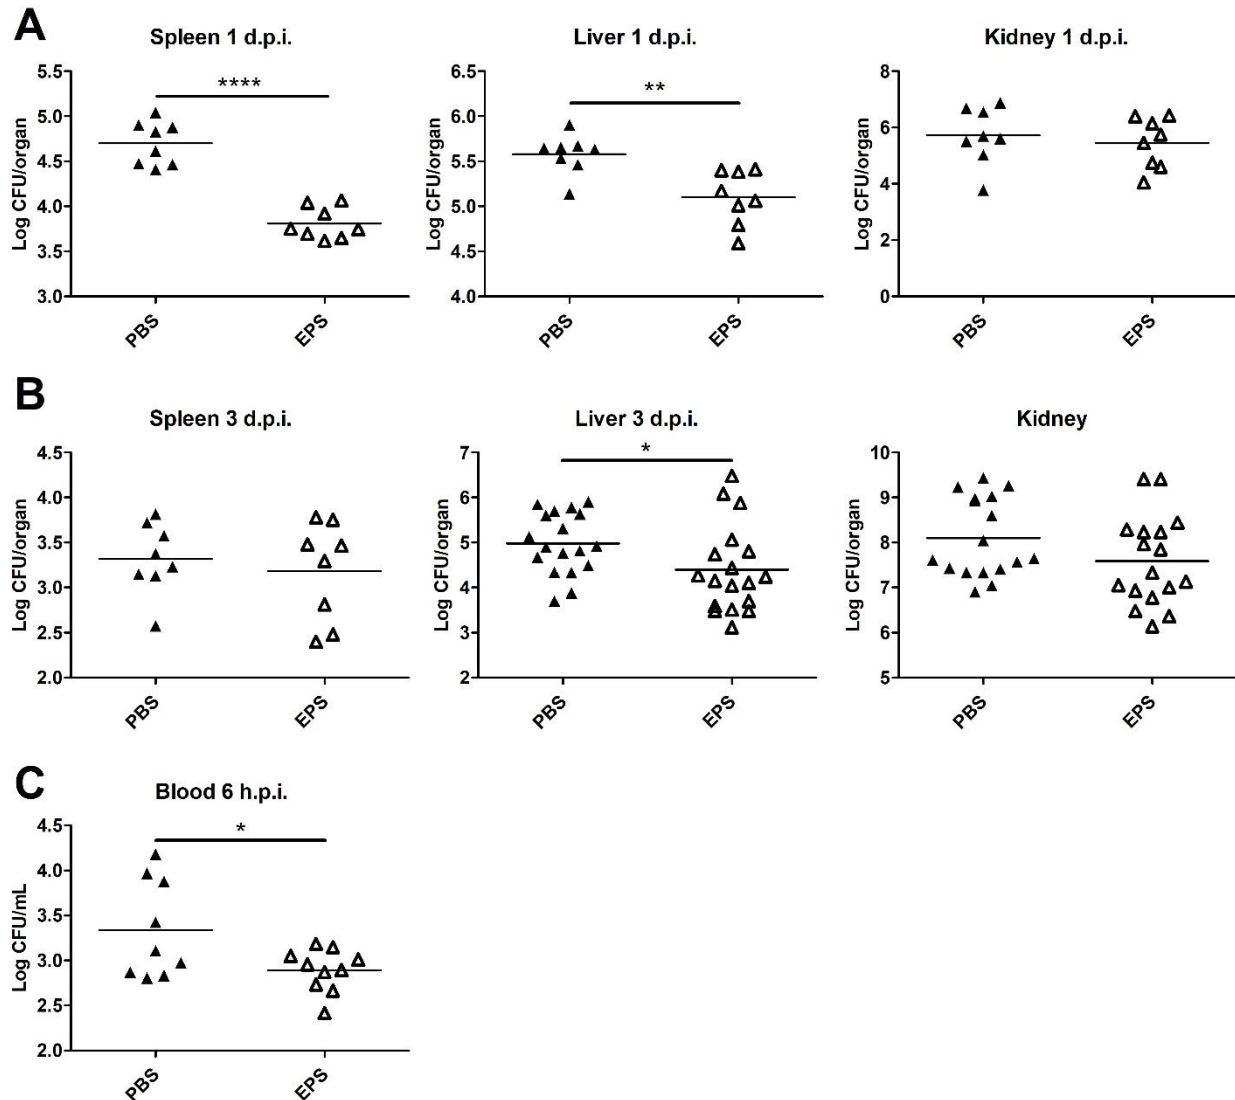 A
Spleen 1 d.p.i.
Log CFU/organ
5.5
5.0
4.5
4.0
3.5
3.0
****
PBS
EPS
Liver 1 d.p.i.
Log CFU/organ
6.5
6.0
5.5
5.0
4.5
4.0
**
PBS
EPS
Kidney 1 d.p.i.
Log CFU/organ
8
6
4
2
0
PBS
EPS
B
Spleen 3 d.p.i.
Log CFU/organ
4.5
4.0
3.5
3.0
2.5
2.0
PBS
EPS
Liver 3 d.p.i.
Log CFU/organ
7
6
5
4
3
2
*
PBS
EPS
Kidney
Log CFU/organ
10
9
8
7
6
5
PBS
EPS
C
Blood 6 h.p.i.
Log CFU/mL
4.5
4.0
3.5
3.0
2.5
2.0
*
PBS
EPS